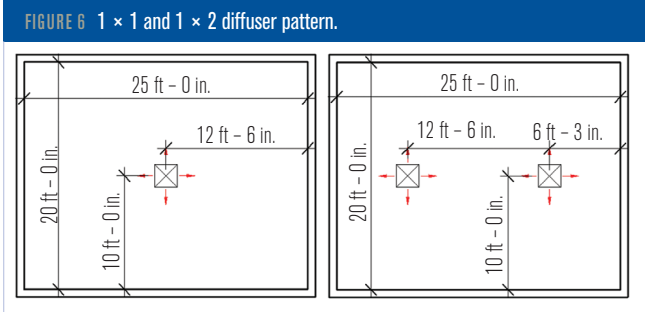 FIGURE 6 1 × 1 and 1 × 2 diffuser pattern.
25 ft – 0 in.
12 ft – 6 in.
20 ft – 0 in.
10 ft – 0 in.
25 ft – 0 in.
12 ft – 6 in.
6 ft – 3 in.
20 ft – 0 in.
10 ft – 0 in.